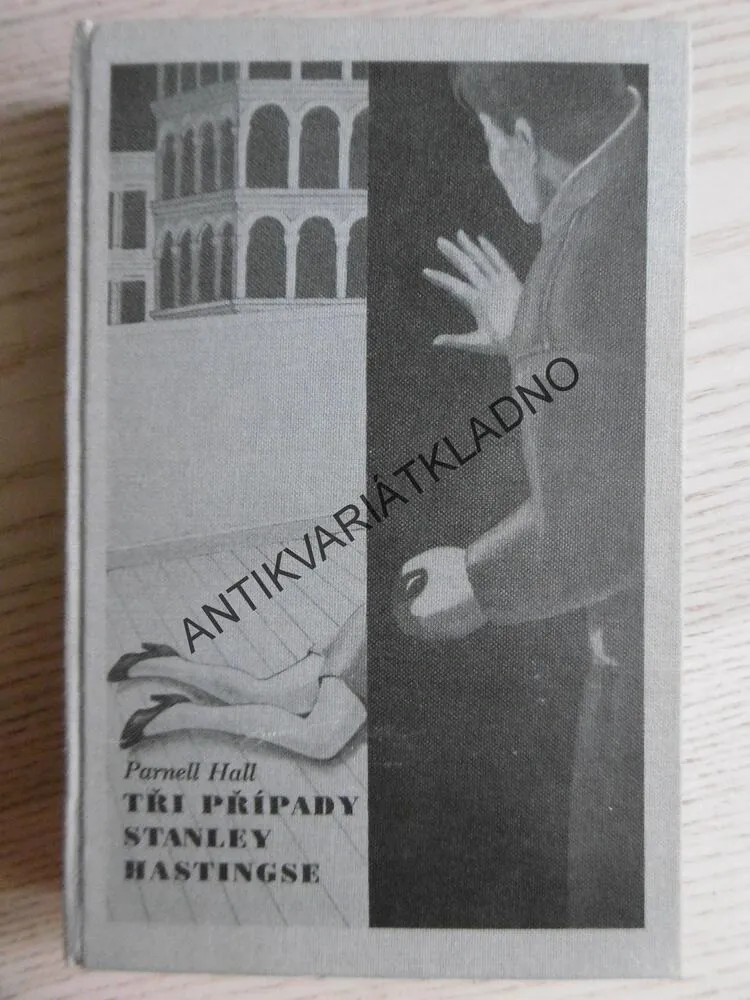 ANTIKVARIÁTKLADNO
Parnell Hall
TŘI PŘÍPADY
STANLEY
HASTINGSE